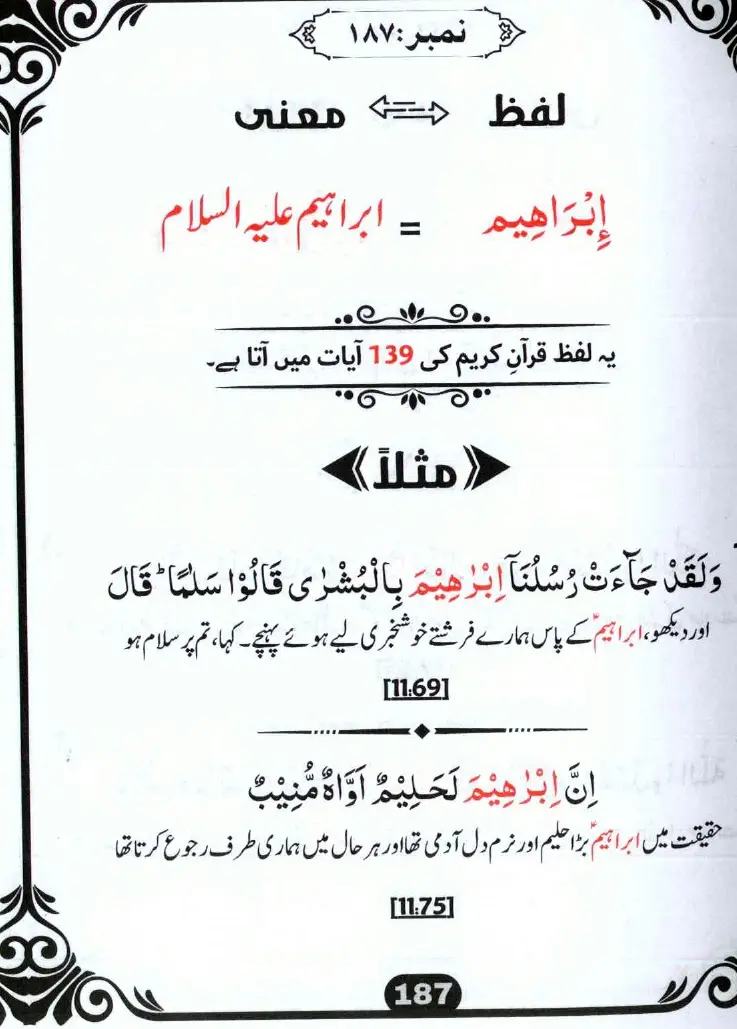 نمبر: ۱۸۷
لفظ ⇐⇒ معنی
إِبْرَاهِيم = ابراہیم علیہ السلام
یہ لفظ قرآنِ کریم کی 139 آیات میں آتا ہے۔
مثلاً
وَلَقَدْ جَآءَتْ رُسُلُنَآ اِبْرٰهِيْمَ بِالْبُشْرٰى قَالُوْا سَلٰمًا ؕ قَالَ
اور دیکھو، ابراہیمؑ کے پاس ہمارے فرشتے خوشخبری لیے ہوئے پہنچے۔ کہا، تم پر سلام ہو
[11:69]
اِنَّ اِبْرٰهِيْمَ لَحَلِيْمٌ اَوَّاهٌ مُّنِيْبٌ
حقیقت میں ابراہیمؑ بڑا حلیم اور نرم دل آدمی تھا اور ہر حال میں ہماری طرف رجوع کرتا تھا
[11:75]
187